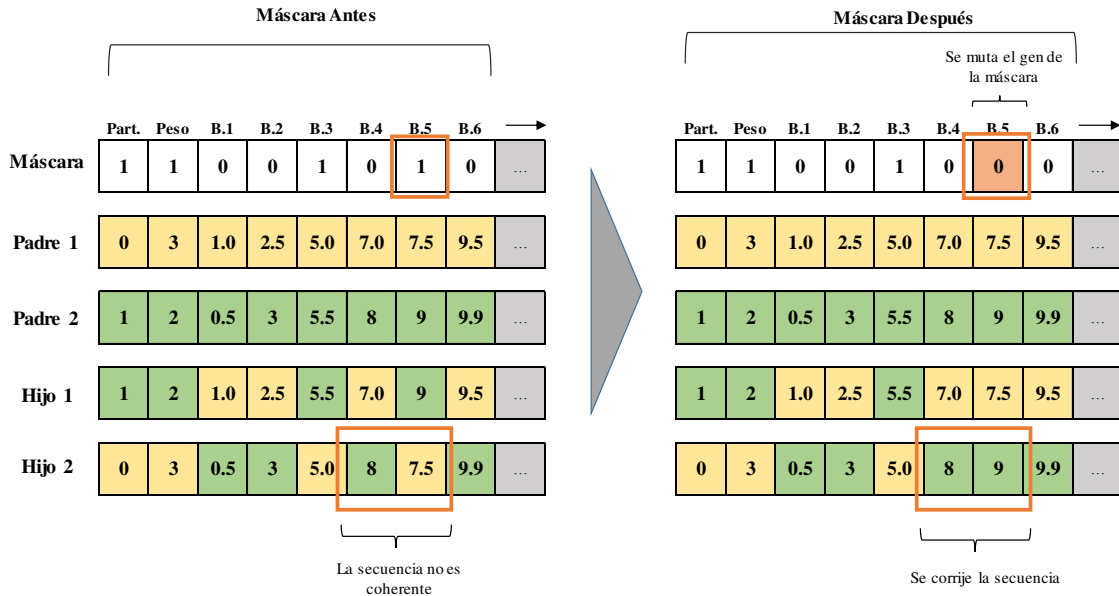 Máscara Antes
Part. Peso B.1 B.2 B.3 B.4 B.5 B.6
Máscara 1 1 0 0 1 0 1 0 ...
Padre 1 0 3 1.0 2.5 5.0 7.0 7.5 9.5 ...
Padre 2 1 2 0.5 3 5.5 8 9 9.9 ...
Hijo 1 1 2 1.0 2.5 5.5 7.0 9 9.5 ...
Hijo 2 0 3 0.5 3 5.0 8 7.5 9.9 ...
La secuencia no es
coherente
Máscara Después
Se muta el gen de
la máscara
Part. Peso B.1 B.2 B.3 B.4 B.5 B.6
1 1 0 0 1 0 0 0 ...
0 3 1.0 2.5 5.0 7.0 7.5 9.5 ...
1 2 0.5 3 5.5 8 9 9.9 ...
1 2 1.0 2.5 5.5 7.0 7.5 9.5 ...
0 3 0.5 3 5.0 8 9 9.9 ...
Se corrije la secuencia